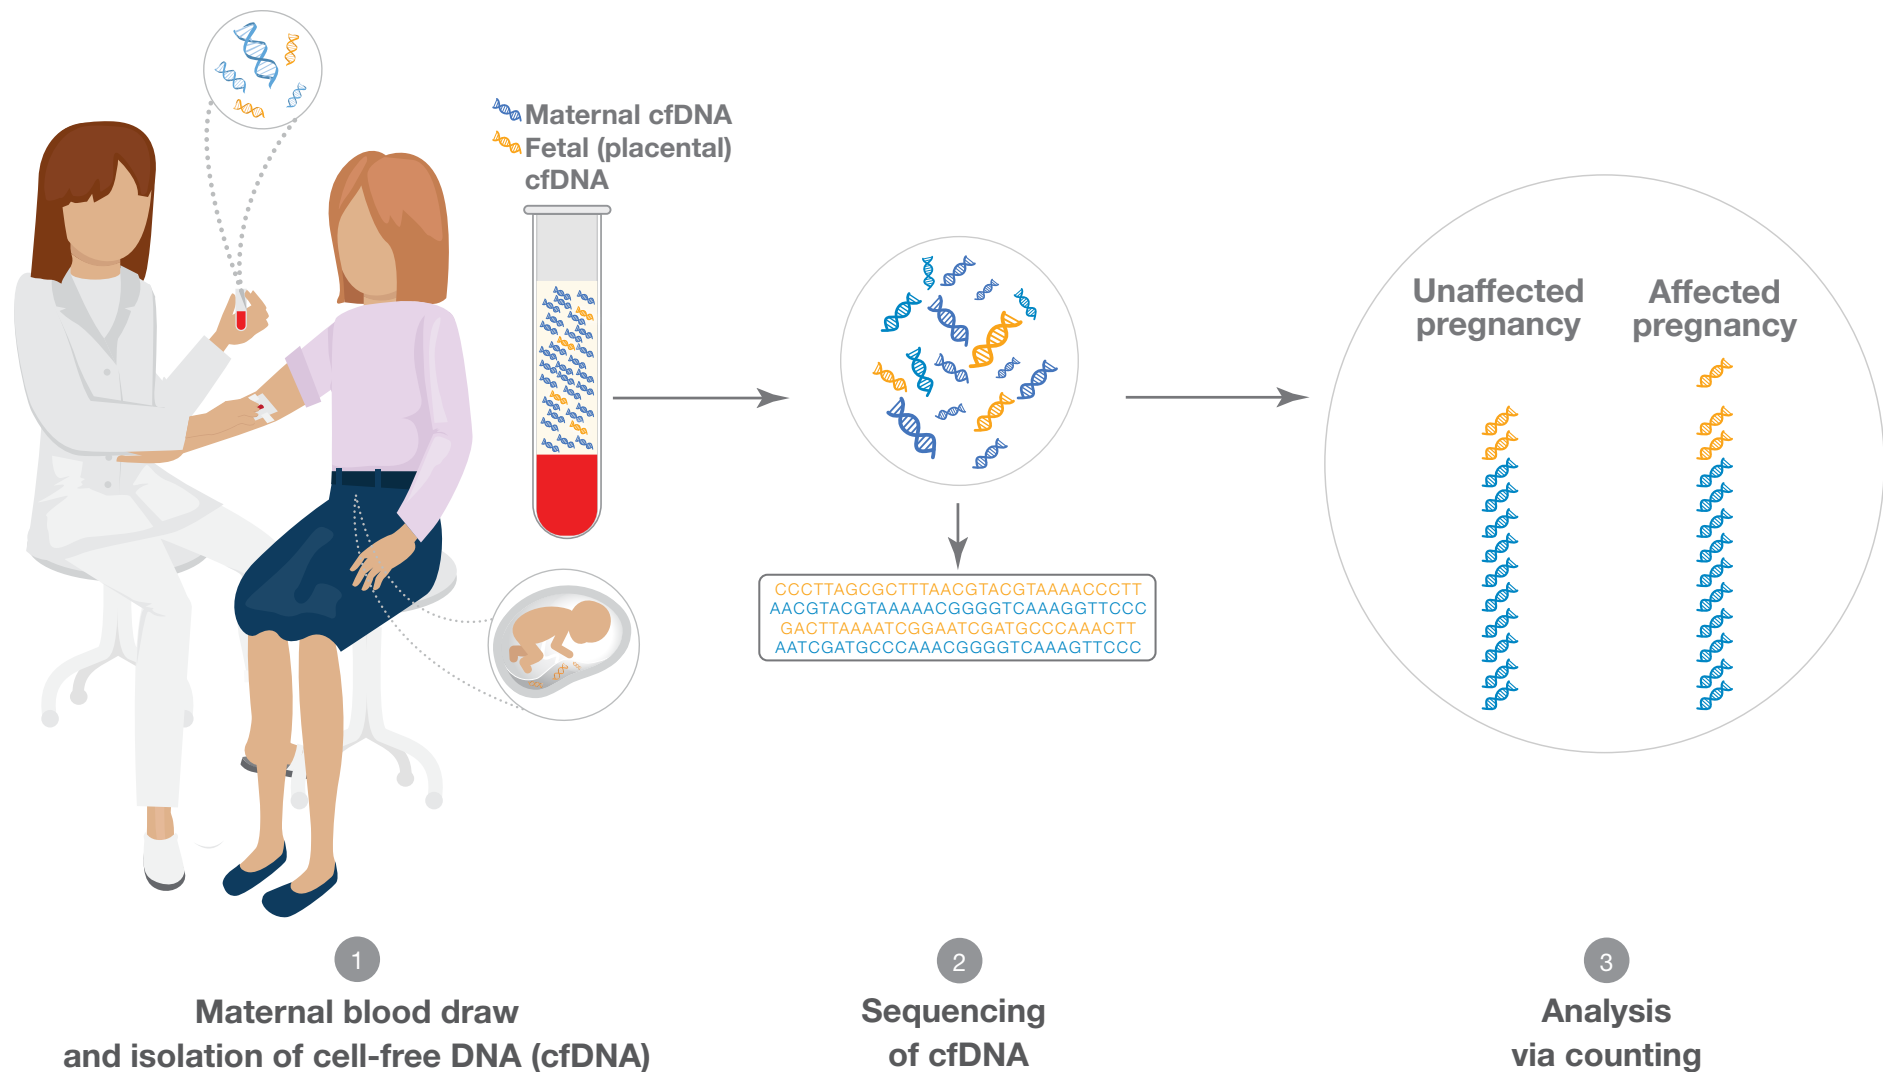 Maternal cfDNA
Fetal (placental)
cfDNA
CCCTTAGCGCTTTAACGTACGTAAAACCCTT
AACGTACGTAAAAACGGGGTCAAAGGTTCCC
GACTTAAAATCGGAATCGATGCCCAAACTT
AATCGATGCCCAAACGGGGTCAAAGTTCCC
Unaffected
pregnancy
Affected
pregnancy
1
Maternal blood draw
and isolation of cell-free DNA (cfDNA)
2
Sequencing
of cfDNA
3
Analysis
via counting